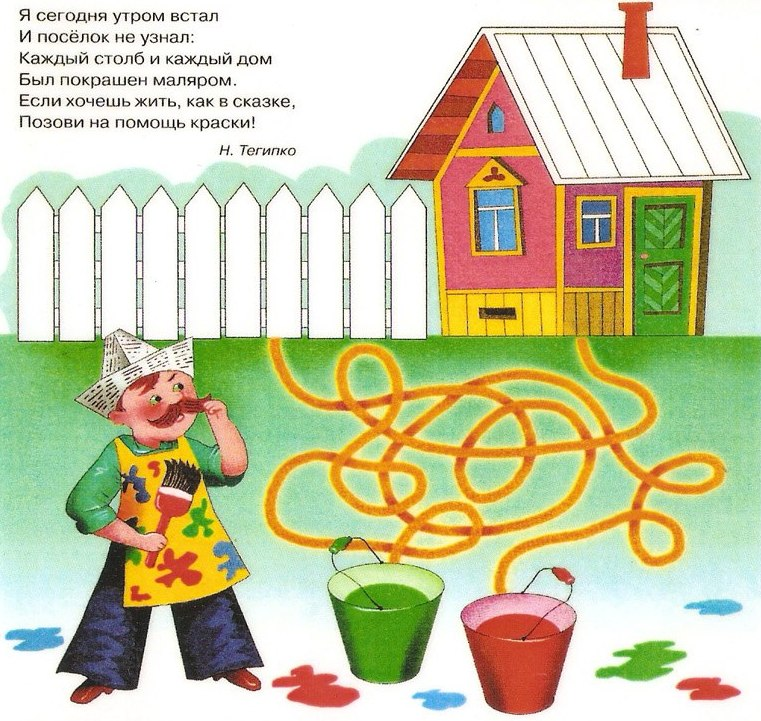 Я сегодня утром встал
И посёлок не узнал:
Каждый столб и каждый дом
Был покрашен маляром.
Если хочешь жить, как в сказке,
Позови на помощь краски!
Н. Тегипко